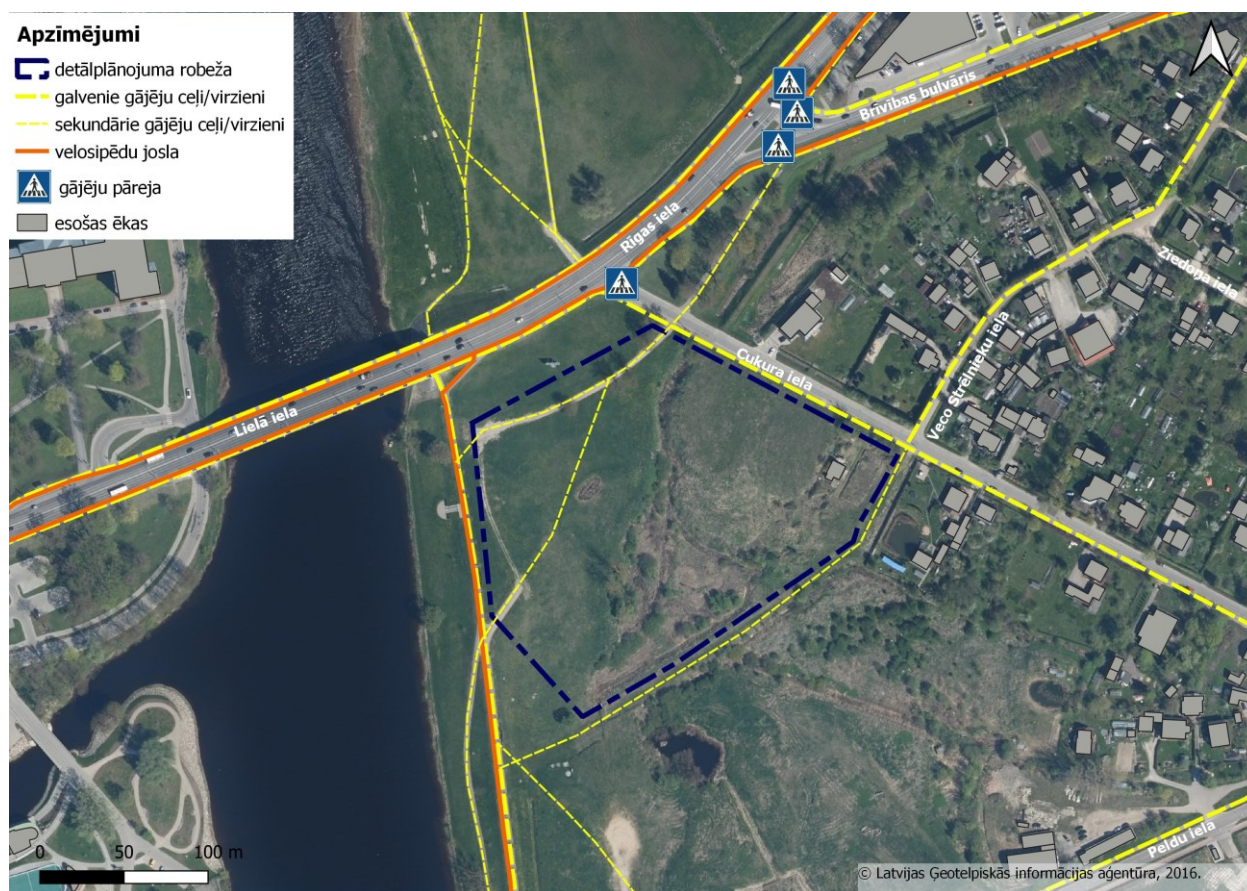 Apzīmējumi
detālplānojuma robeža
galvenie gājēju ceļi/virzieni
sekundārie gājēju ceļi/virzieni
velosipēdu josla
gājēju pāreja
esošas ēkas
Brīvības bulvāris
Rīgas iela
Ziedoņa iela
Veco Strēlnieku iela
Cukura iela
Lielā iela
Peldu iela
0 50 100 m
© Latvijas Ģeotelpiskās informācijas aģentūra, 2016.